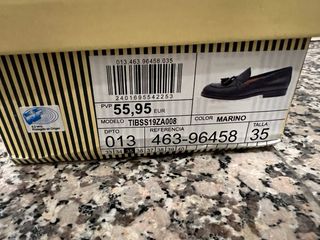 013.463.96458.035
PVP 55,95 EUR
2401695542253
MODELO TIBSS19ZA008 COLOR MARINO
DPTO REFERENCIA TALLA
013 463-96458 35